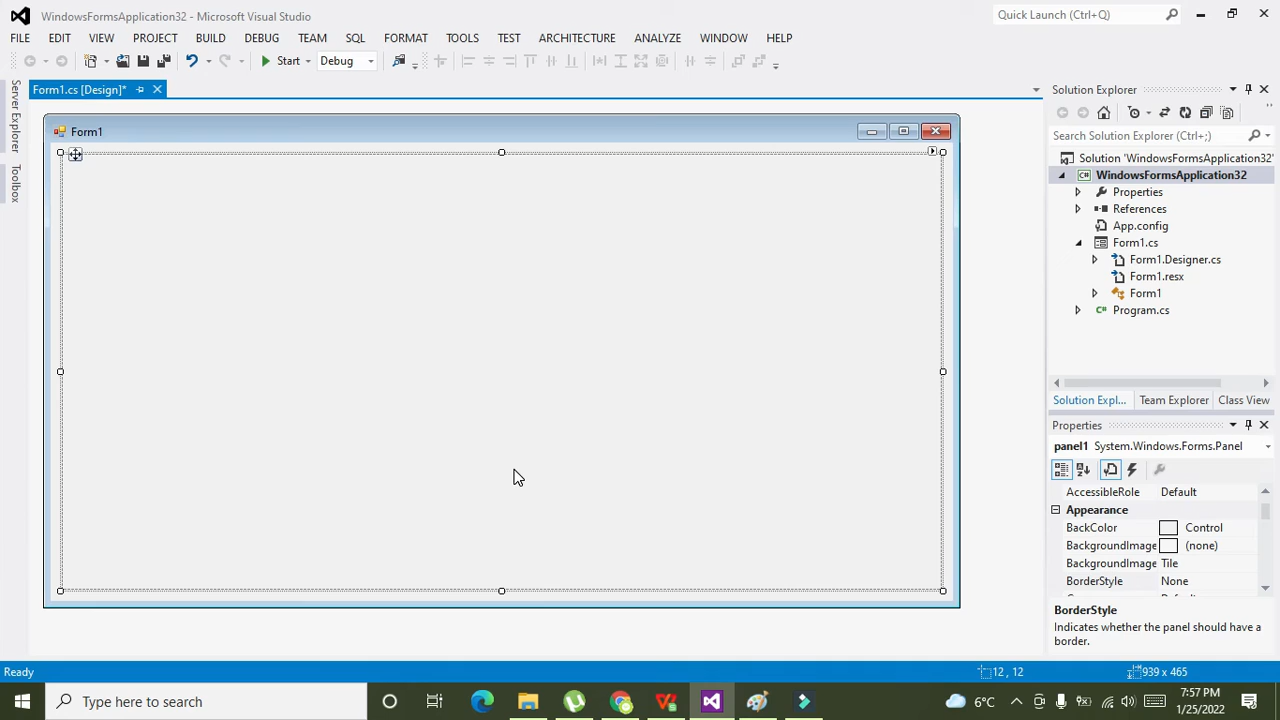 WindowsFormsApplication32 - Microsoft Visual Studio
Quick Launch (Ctrl+Q)
FILE EDIT VIEW PROJECT BUILD DEBUG TEAM SQL FORMAT TOOLS TEST ARCHITECTURE ANALYZE WINDOW HELP
Start Debug
Server Explorer
Toolbox
Form1.cs [Design]*
Form1
Solution Explorer
Search Solution Explorer (Ctrl+;)
Solution 'WindowsFormsApplication32'
WindowsFormsApplication32
Properties
References
App.config
Form1.cs
Form1.Designer.cs
Form1.resx
Form1
Program.cs
Solution Expl... Team Explorer Class View
Properties
panel1 System.Windows.Forms.Panel
AccessibleRole Default
Appearance
BackColor Control
BackgroundImage (none)
BackgroundImage Tile
BorderStyle None
BorderStyle
Indicates whether the panel should have a
border.
Ready 12 , 12 939 x 465
Type here to search
6°C
7:57 PM
1/25/2022